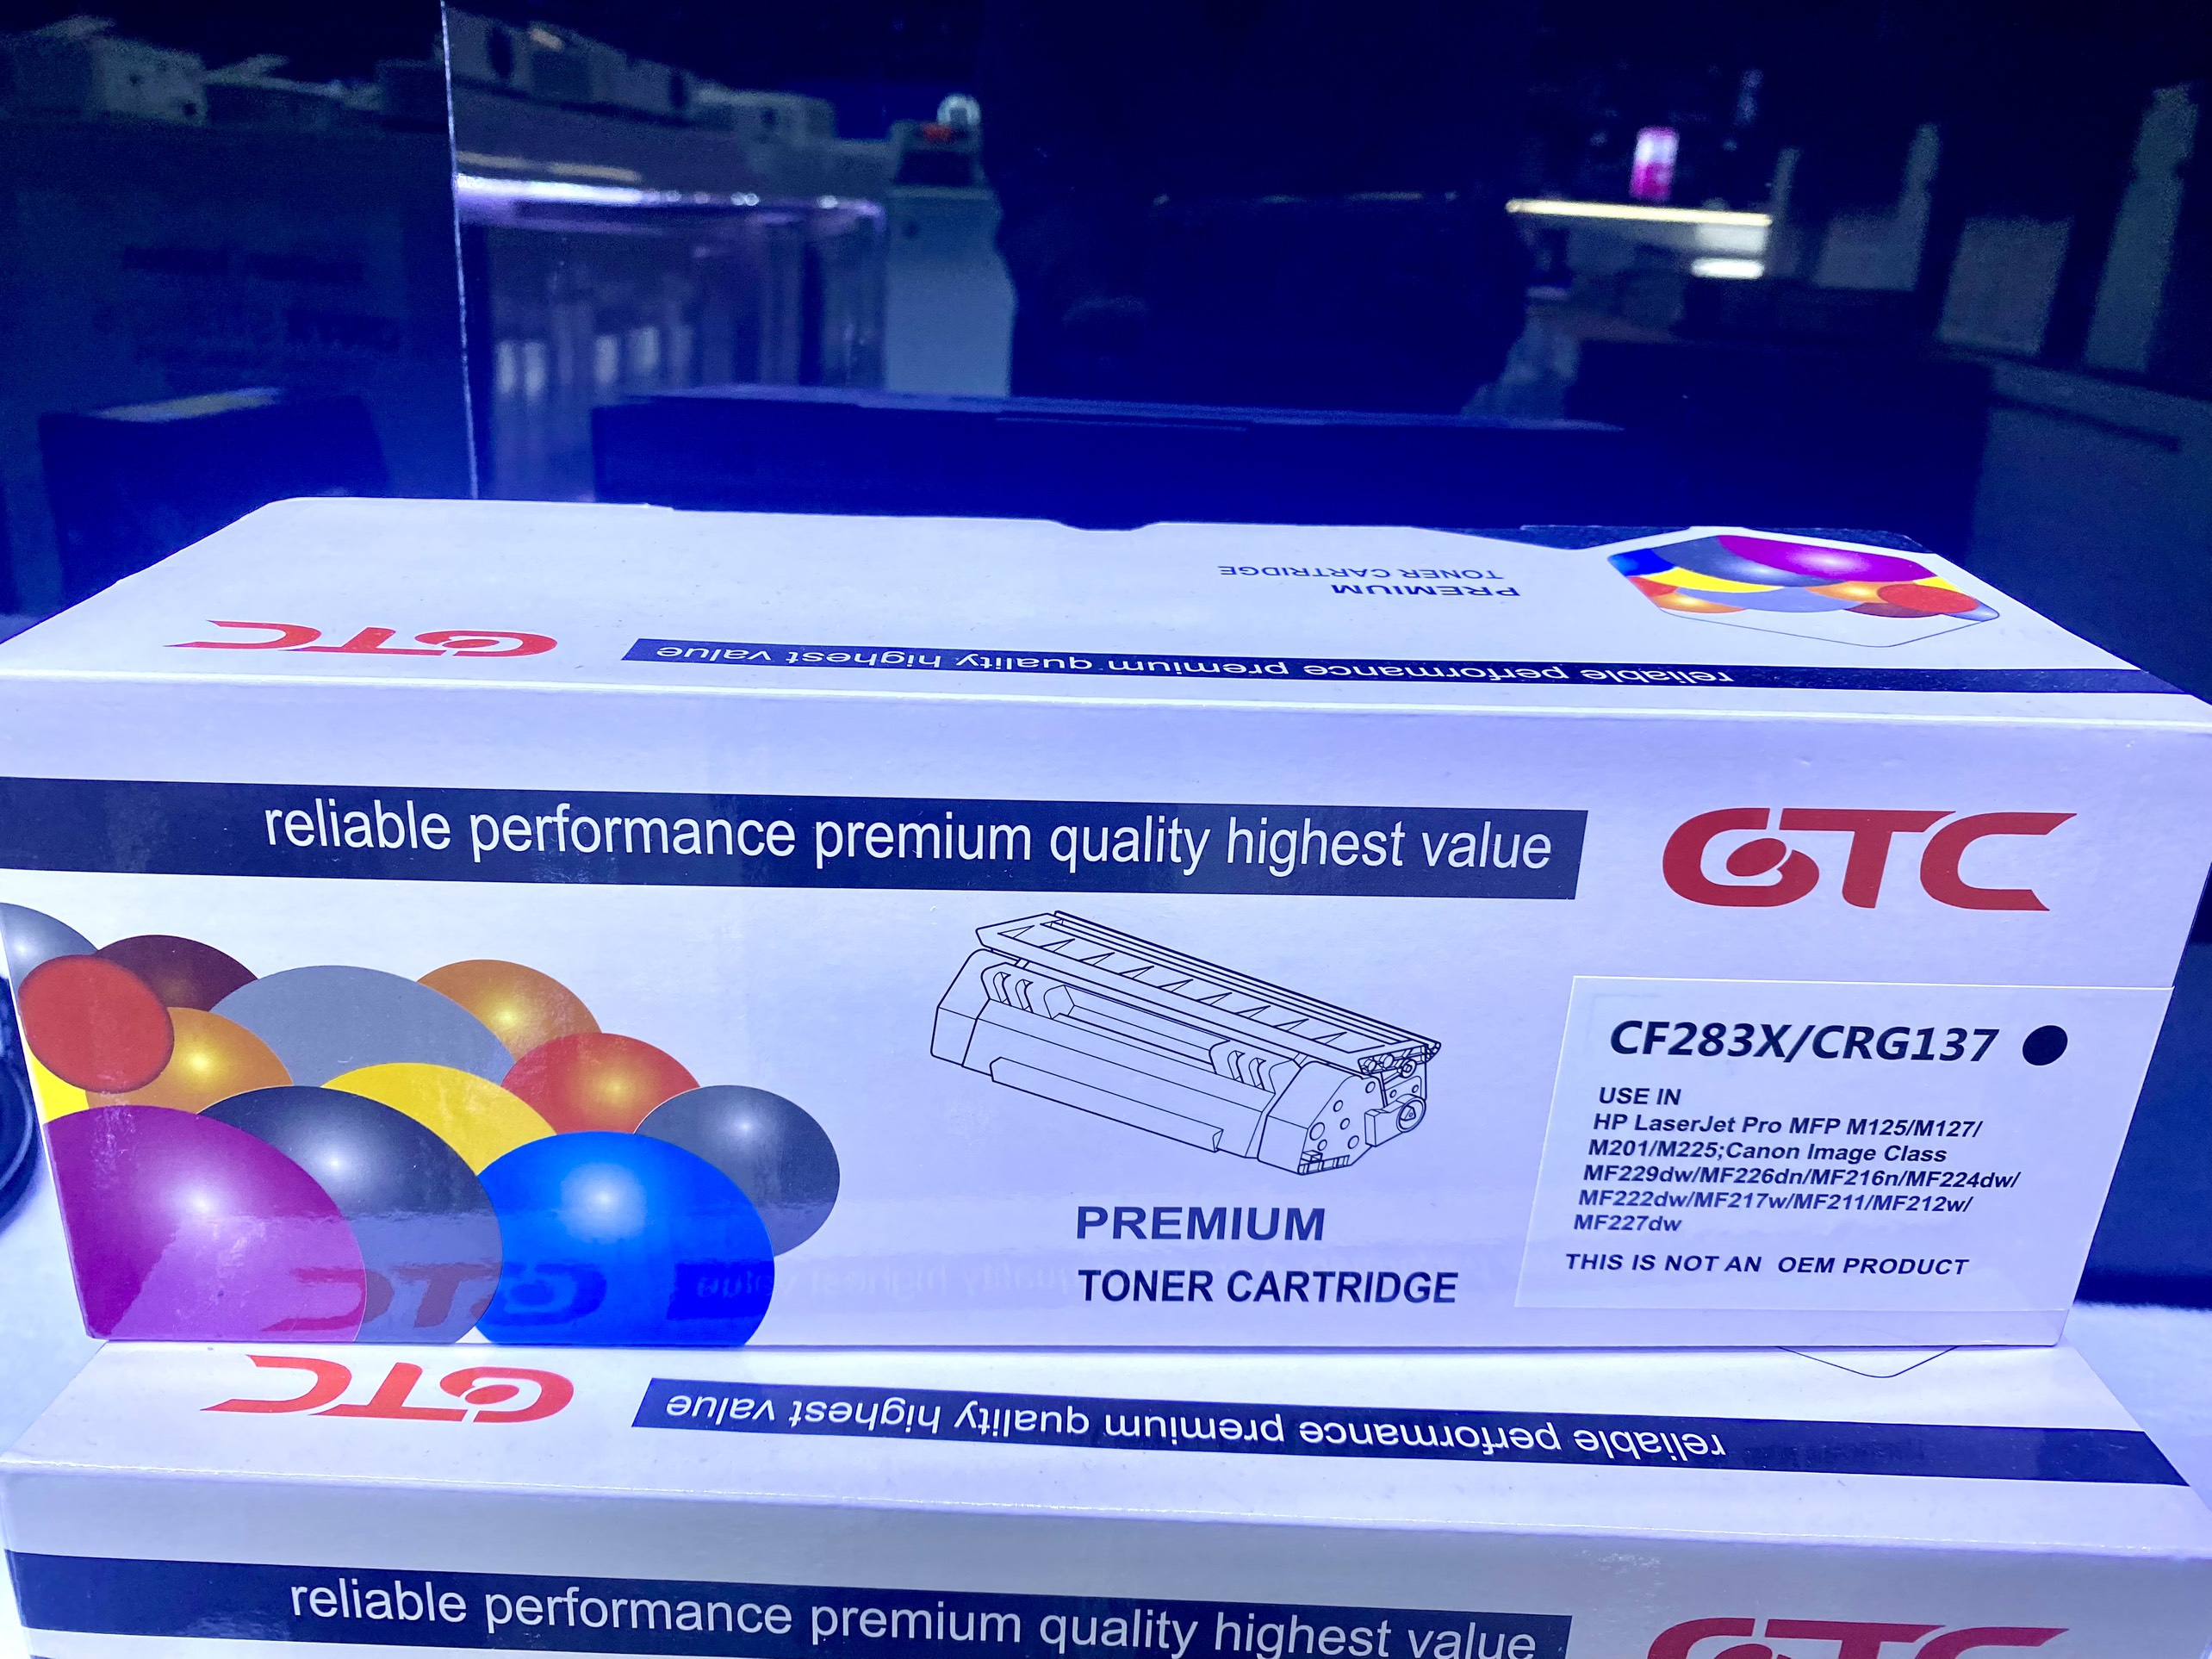 PREMIUM
TONER CARTRIDGE
GTC
reliable performance premium quality highest value
reliable performance premium quality highest value
GTC
CF283X/CRG137
USE IN
HP LaserJet Pro MFP M125/M127/
M201/M225;Canon Image Class
MF229dw/MF226dn/MF216n/MF224dw/
MF222dw/MF217w/MF211/MF212w/
MF227dw
THIS IS NOT AN OEM PRODUCT
PREMIUM
TONER CARTRIDGE
GTC
reliable performance premium quality highest value
reliable performance premium quality highest value
GTC